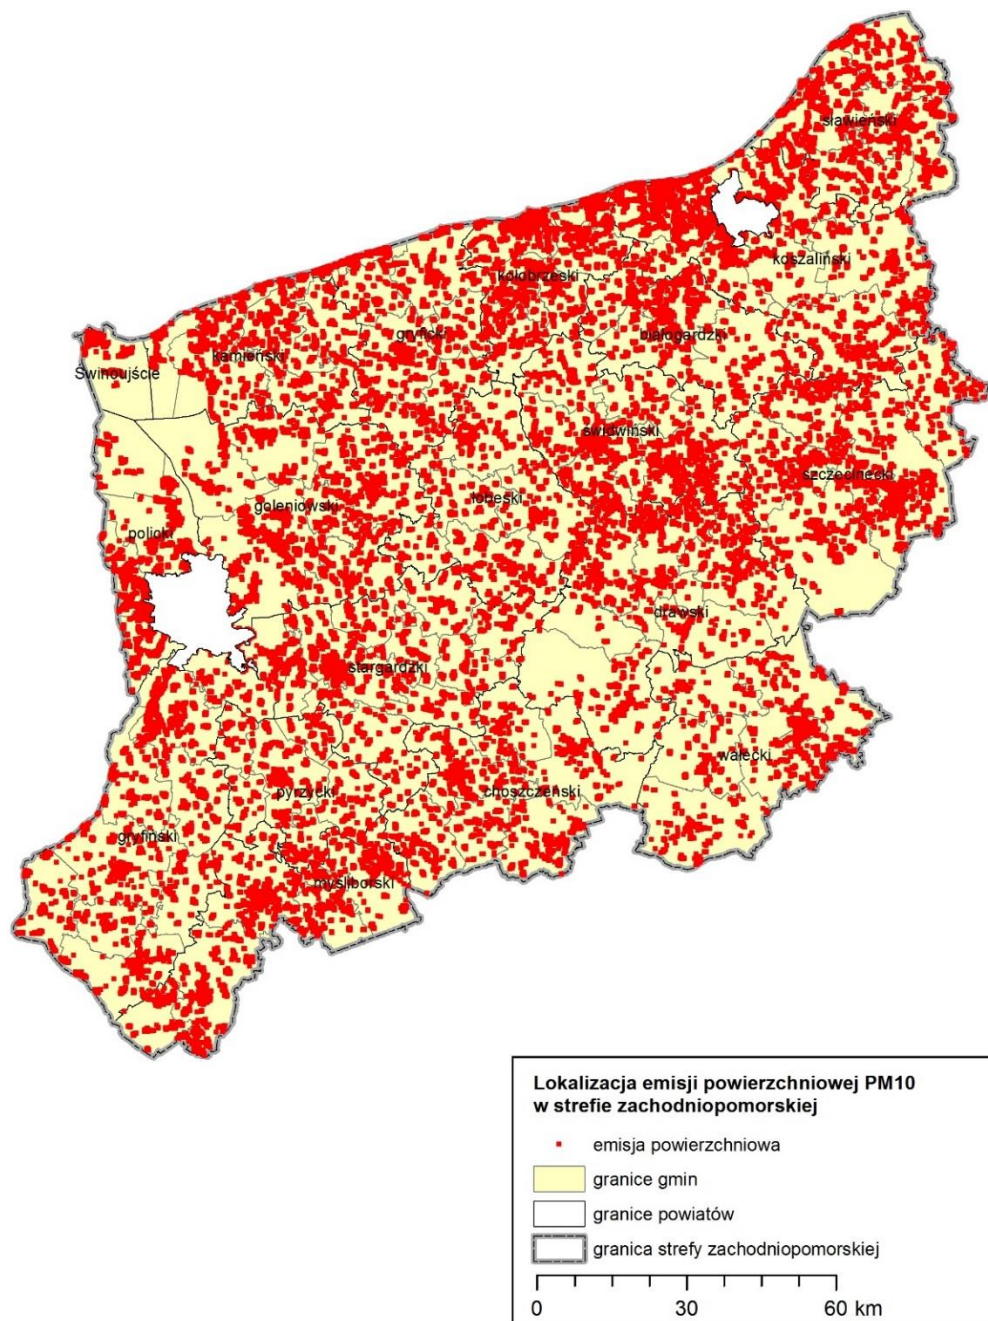 sławieński
koszaliński
kołobrzeski
gryficki
białogardzki
kamieński
Świnoujście
świdwiński
szczecinecki
łobeski
goleniowski
policki
drawski
stargardzki
wałecki
pyrzycki
choszczeński
gryfiński
myśliborski
Lokalizacja emisji powierzchniowej PM10
w strefie zachodniopomorskiej
emisja powierzchniowa
granice gmin
granice powiatów
granica strefy zachodniopomorskiej
0 30 60 km